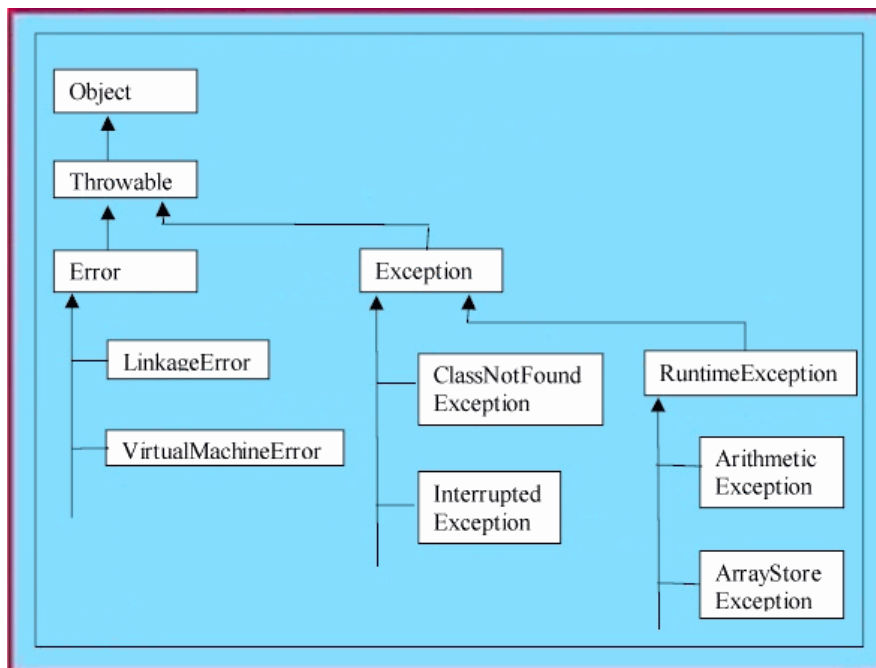 Object
Throwable
Error
Exception
LinkageError
VirtualMachineError
ClassNotFound
Exception
Interrupted
Exception
RuntimeException
Arithmetic
Exception
ArrayStore
Exception